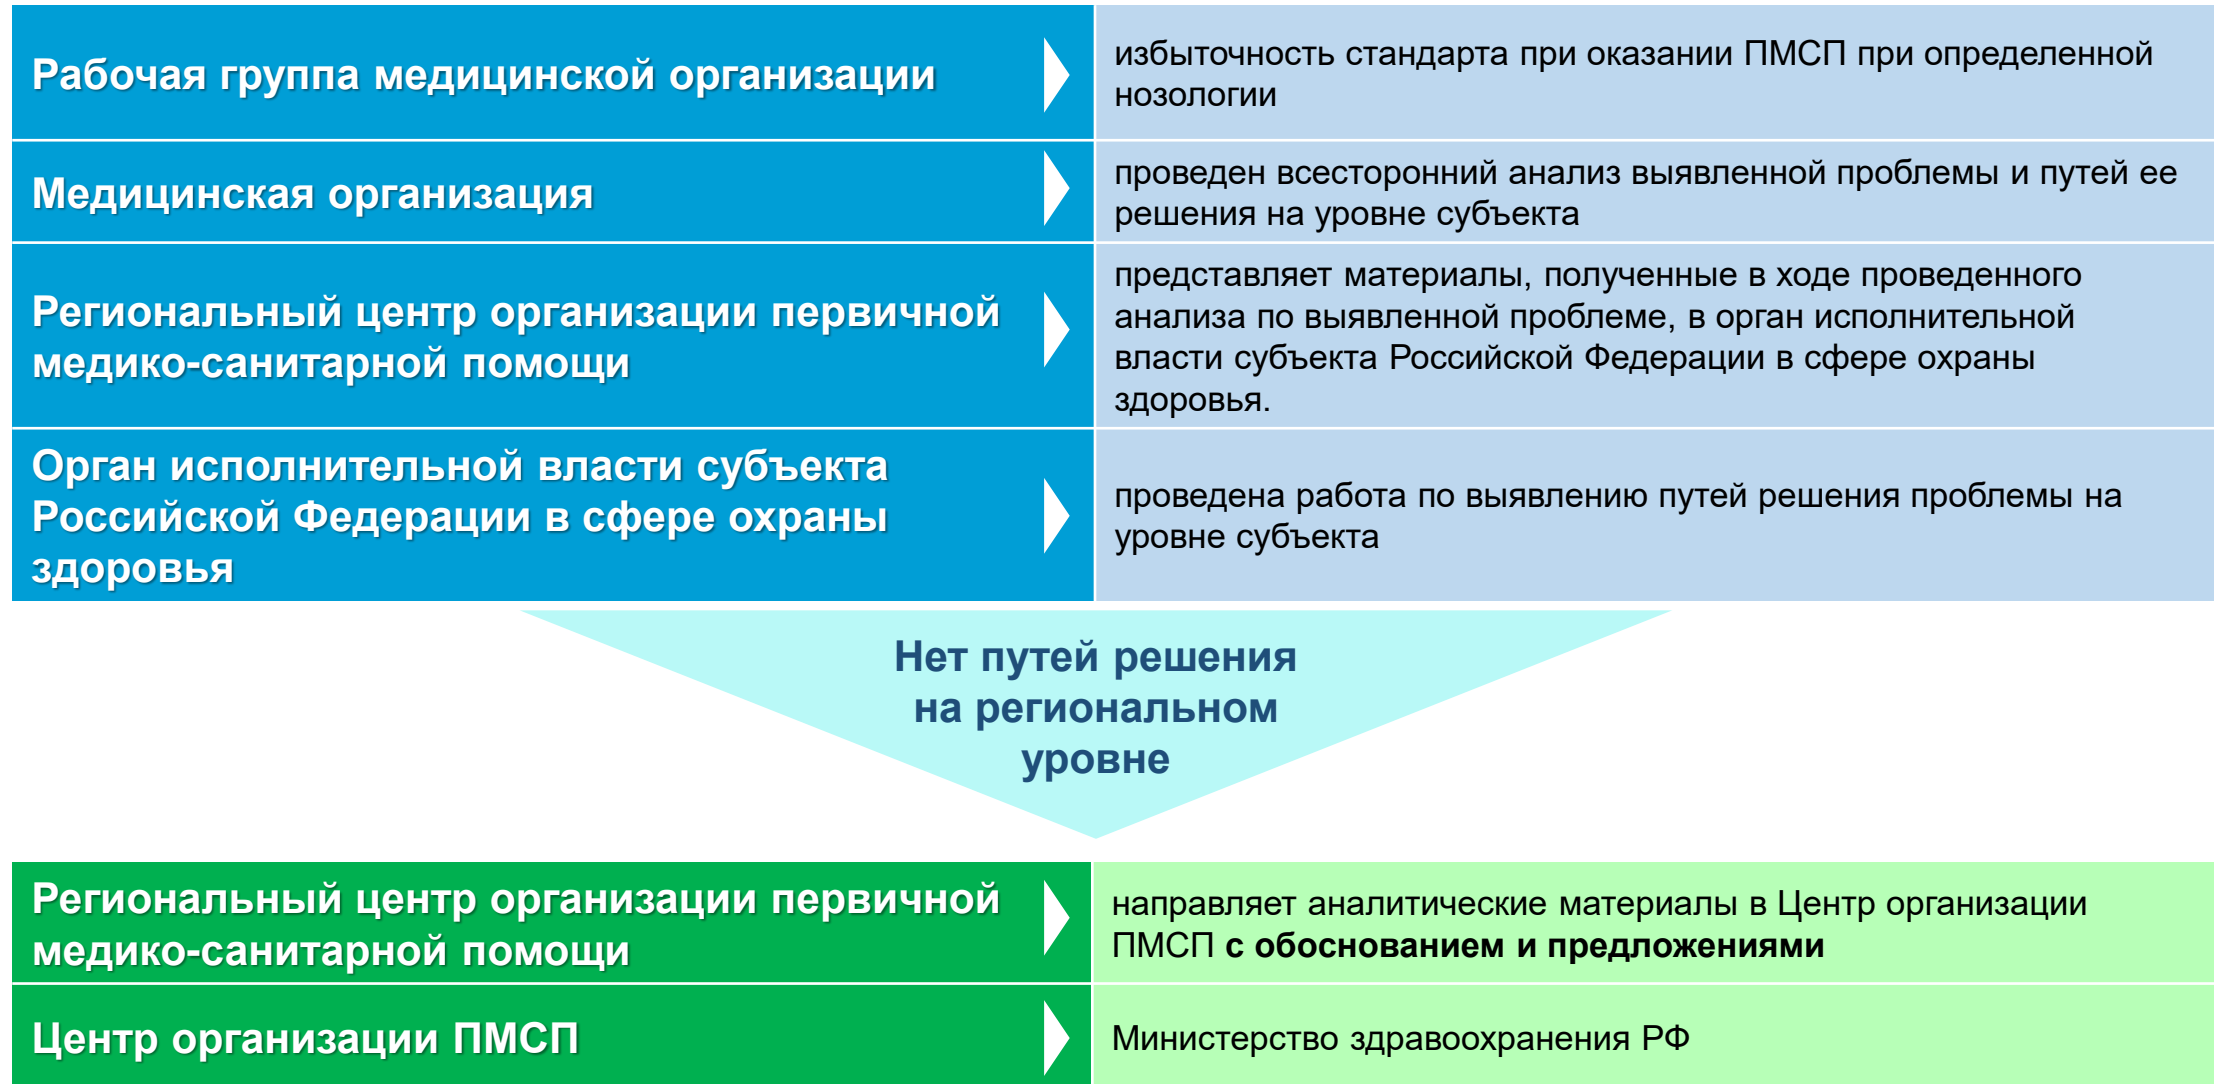 Рабочая группа медицинской организации
избыточность стандарта при оказании ПМСП при определенной
нозологии
Медицинская организация
проведен всесторонний анализ выявленной проблемы и путей ее
решения на уровне субъекта
Региональный центр организации первичной
медико-санитарной помощи
представляет материалы, полученные в ходе проведенного
анализа по выявленной проблеме, в орган исполнительной
власти субъекта Российской Федерации в сфере охраны
здоровья.
Орган исполнительной власти субъекта
Российской Федерации в сфере охраны
здоровья
проведена работа по выявлению путей решения проблемы на
уровне субъекта
Нет путей решения
на региональном
уровне
Региональный центр организации первичной
медико-санитарной помощи
направляет аналитические материалы в Центр организации
ПМСП с обоснованием и предложениями
Центр организации ПМСП
Министерство здравоохранения РФ